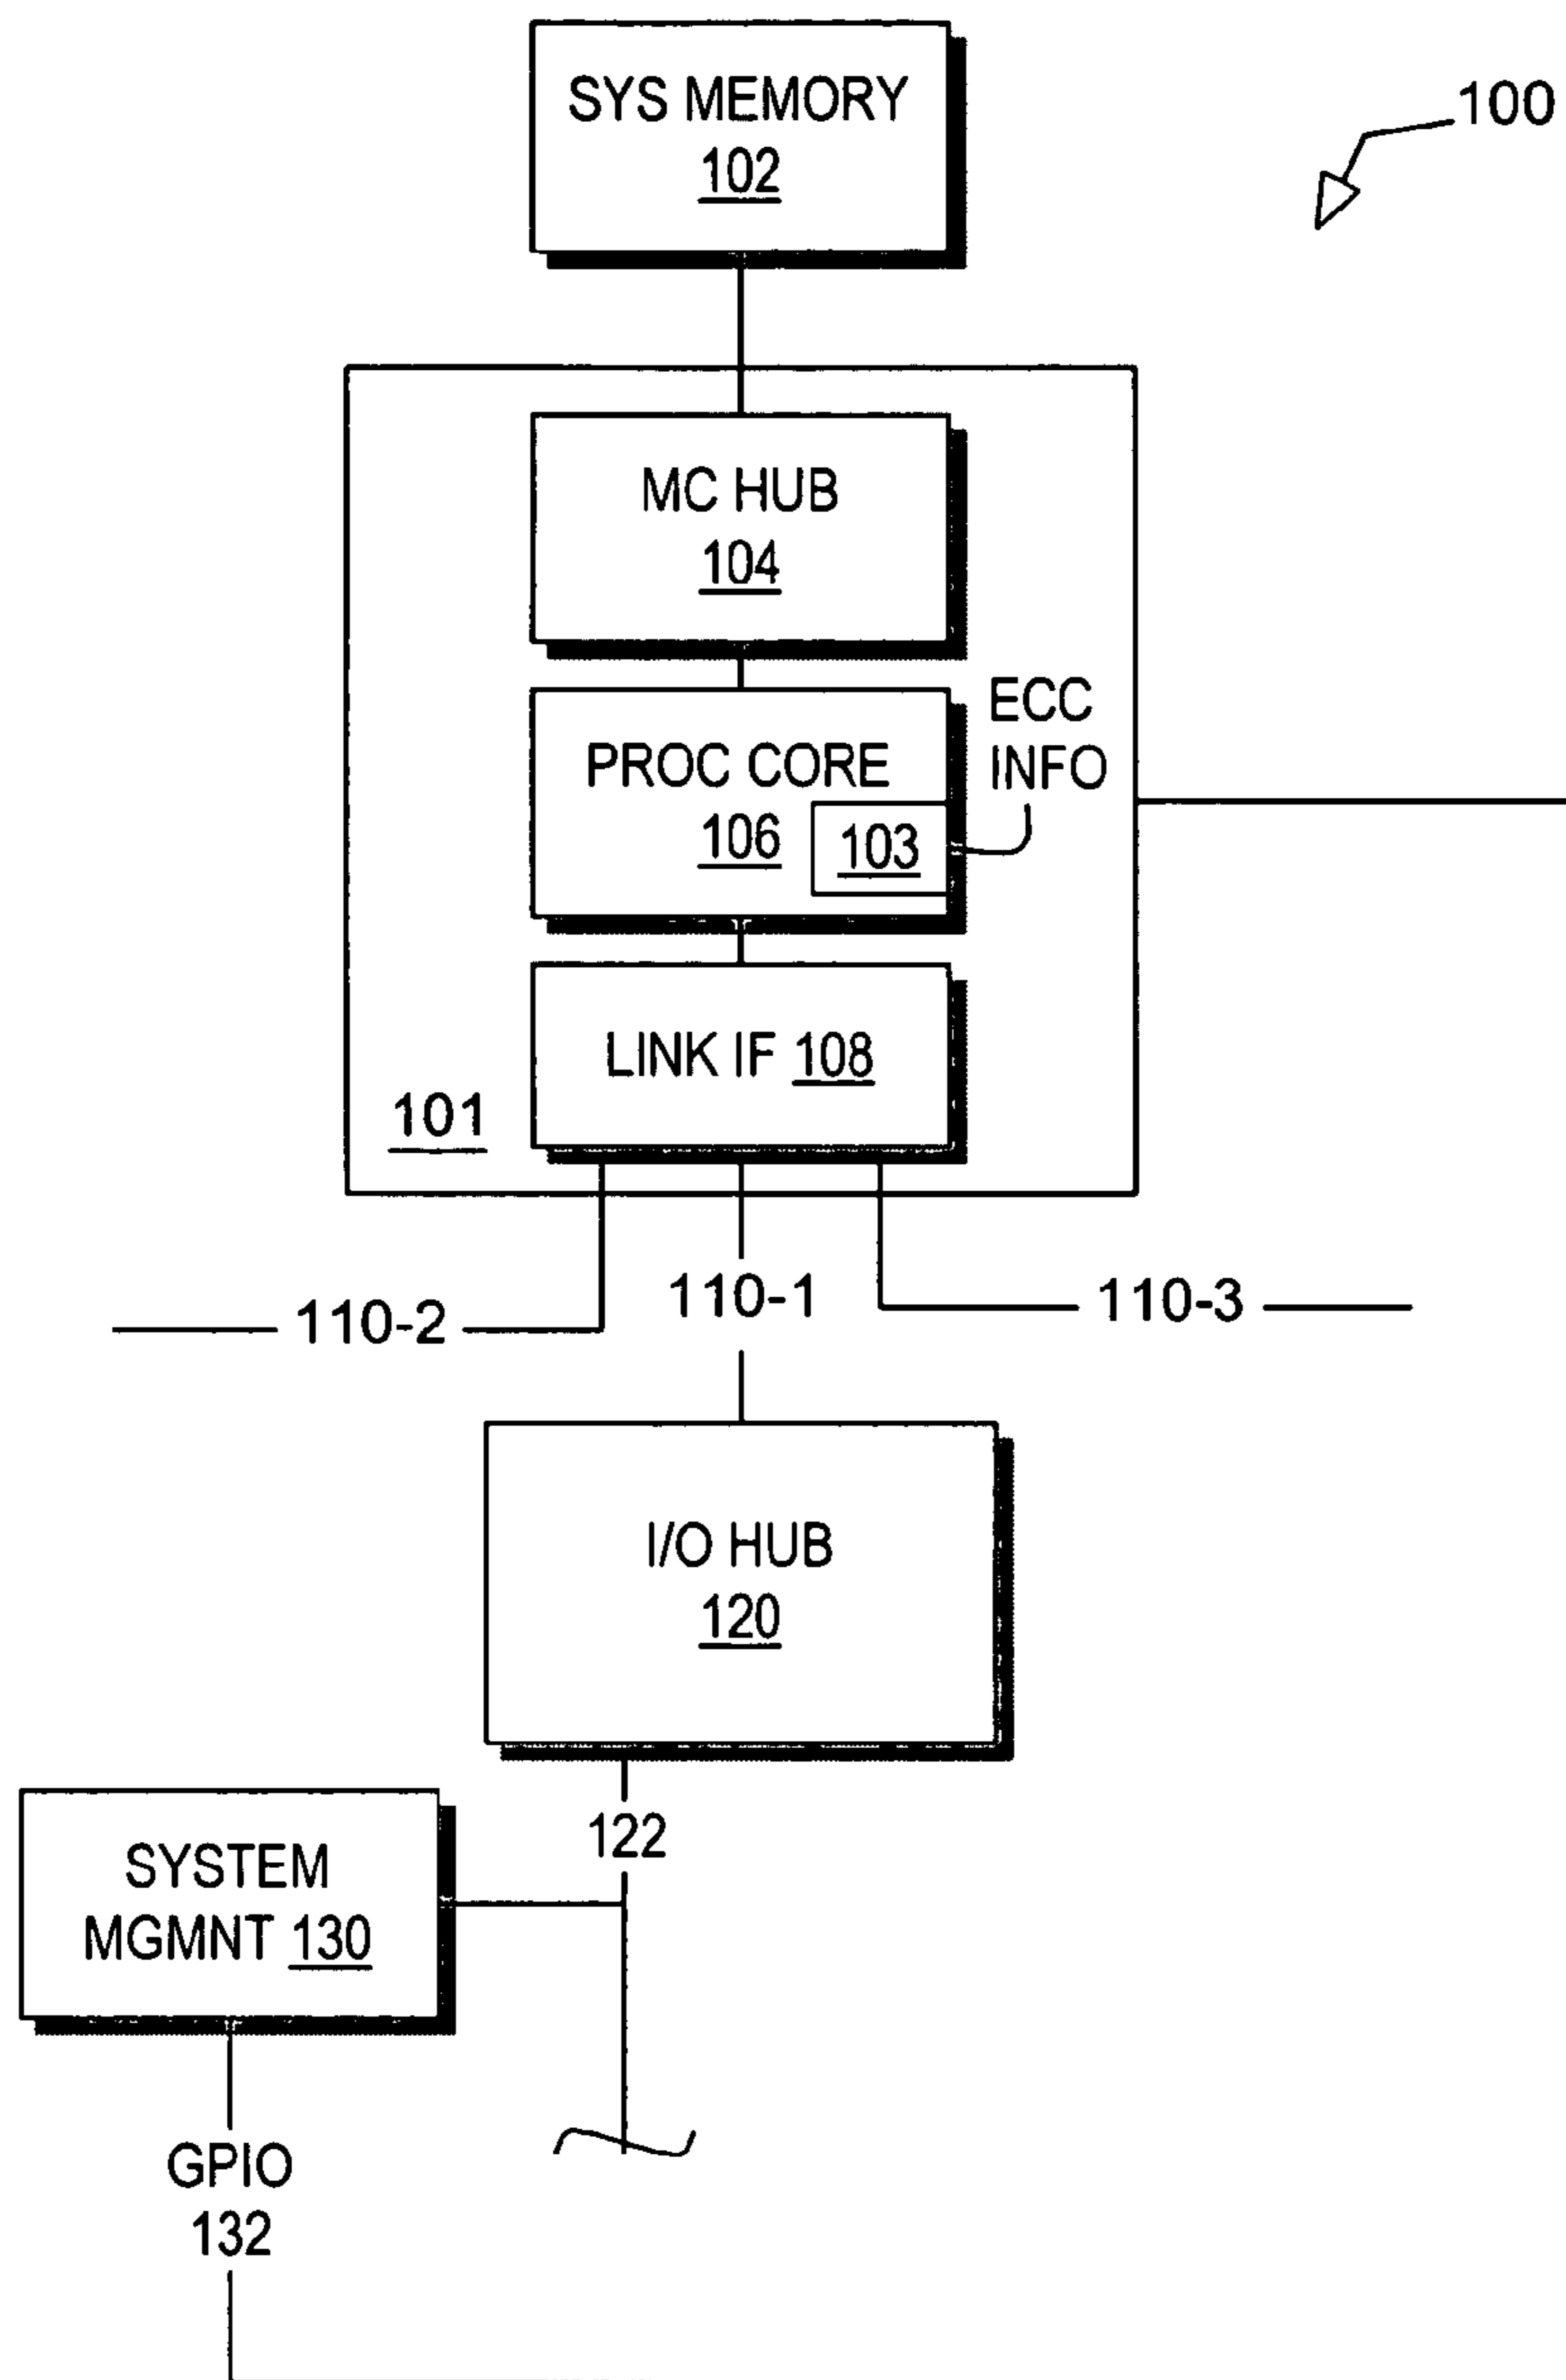 SYS MEMORY
102
100
MC HUB
104
ECC
INFO
PROC CORE
106
103
LINK IF 108
101
110-2
110-1
110-3
I/O HUB
120
122
SYSTEM
MGMNT 130
GPIO
132